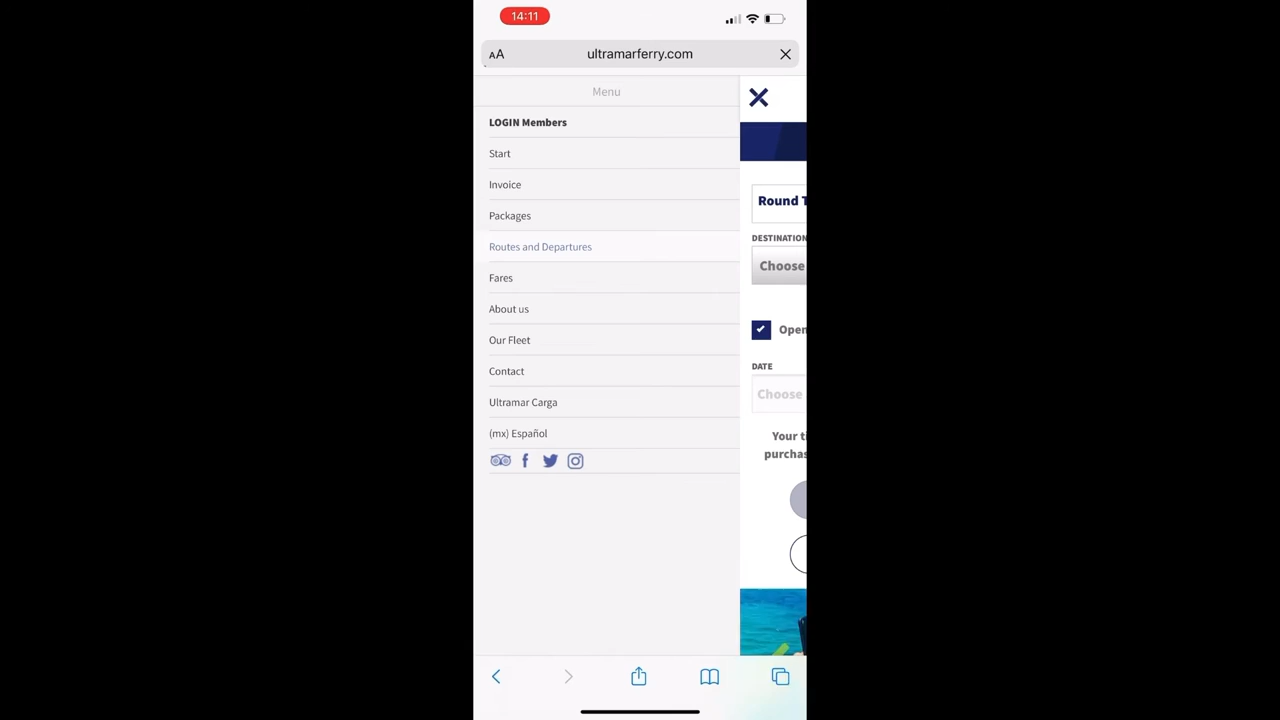 14:11
AA
ultramarferry.com
Menu
LOGIN Members
Start
Invoice
Packages
Routes and Departures
Fares
About us
Our Fleet
Contact
Ultramar Carga
(mx) Español
Round T
DESTINATION
Choose
Open
DATE
Choose
Your ti
purchas